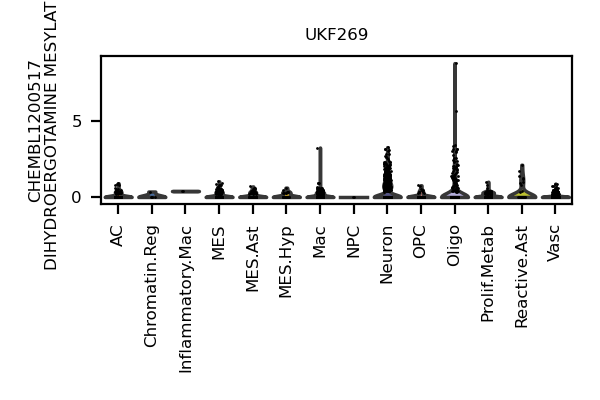 UKF269
CHEMBL1200517
DIHYDROERGOTAMINE MESYLAT
5
0
AC
Chromatin.Reg
Inflammatory.Mac
MES
MES.Ast
MES.Hyp
Mac
NPC
Neuron
OPC
Oligo
Prolif.Metab
Reactive.Ast
Vasc